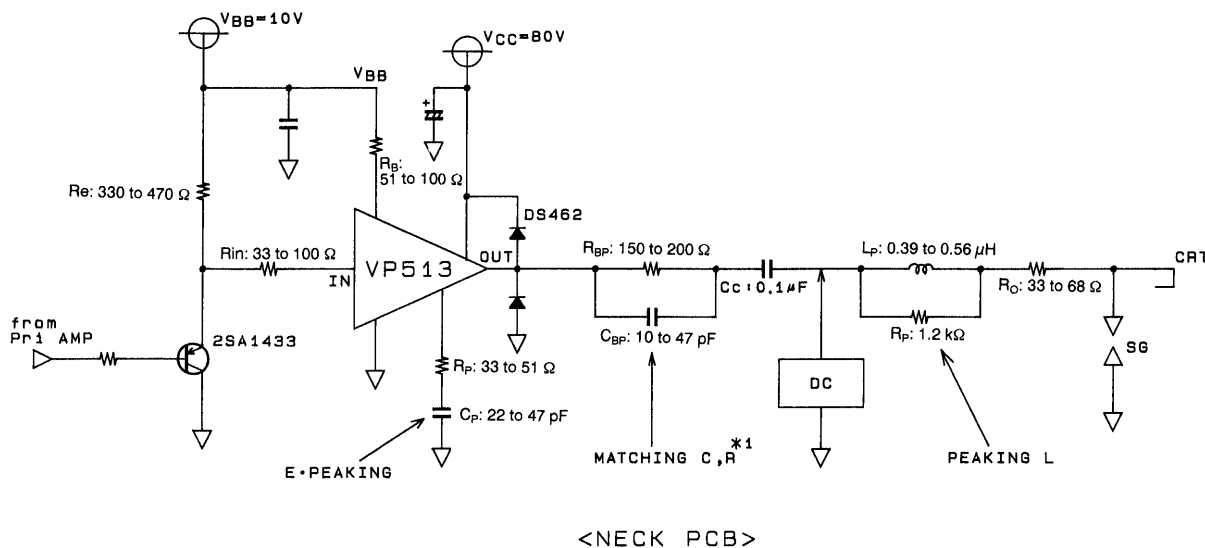 VBB=10V
VCC=80V
VBB
+
RB:
51 to 100 Ω
Re: 330 to 470 Ω
DS462
Rin: 33 to 100 Ω
IN
VP513
OUT
RBP: 150 to 200 Ω
LP: 0.39 to 0.56 μH
CRT
Cc:0.1μF
RO: 33 to 68 Ω
from
Pri AMP
2SA1433
CBP: 10 to 47 pF
RP: 1.2 kΩ
SG
RP: 33 to 51 Ω
DC
CP: 22 to 47 pF
E·PEAKING
MATCHING C,R*1
PEAKING L
<NECK PCB>